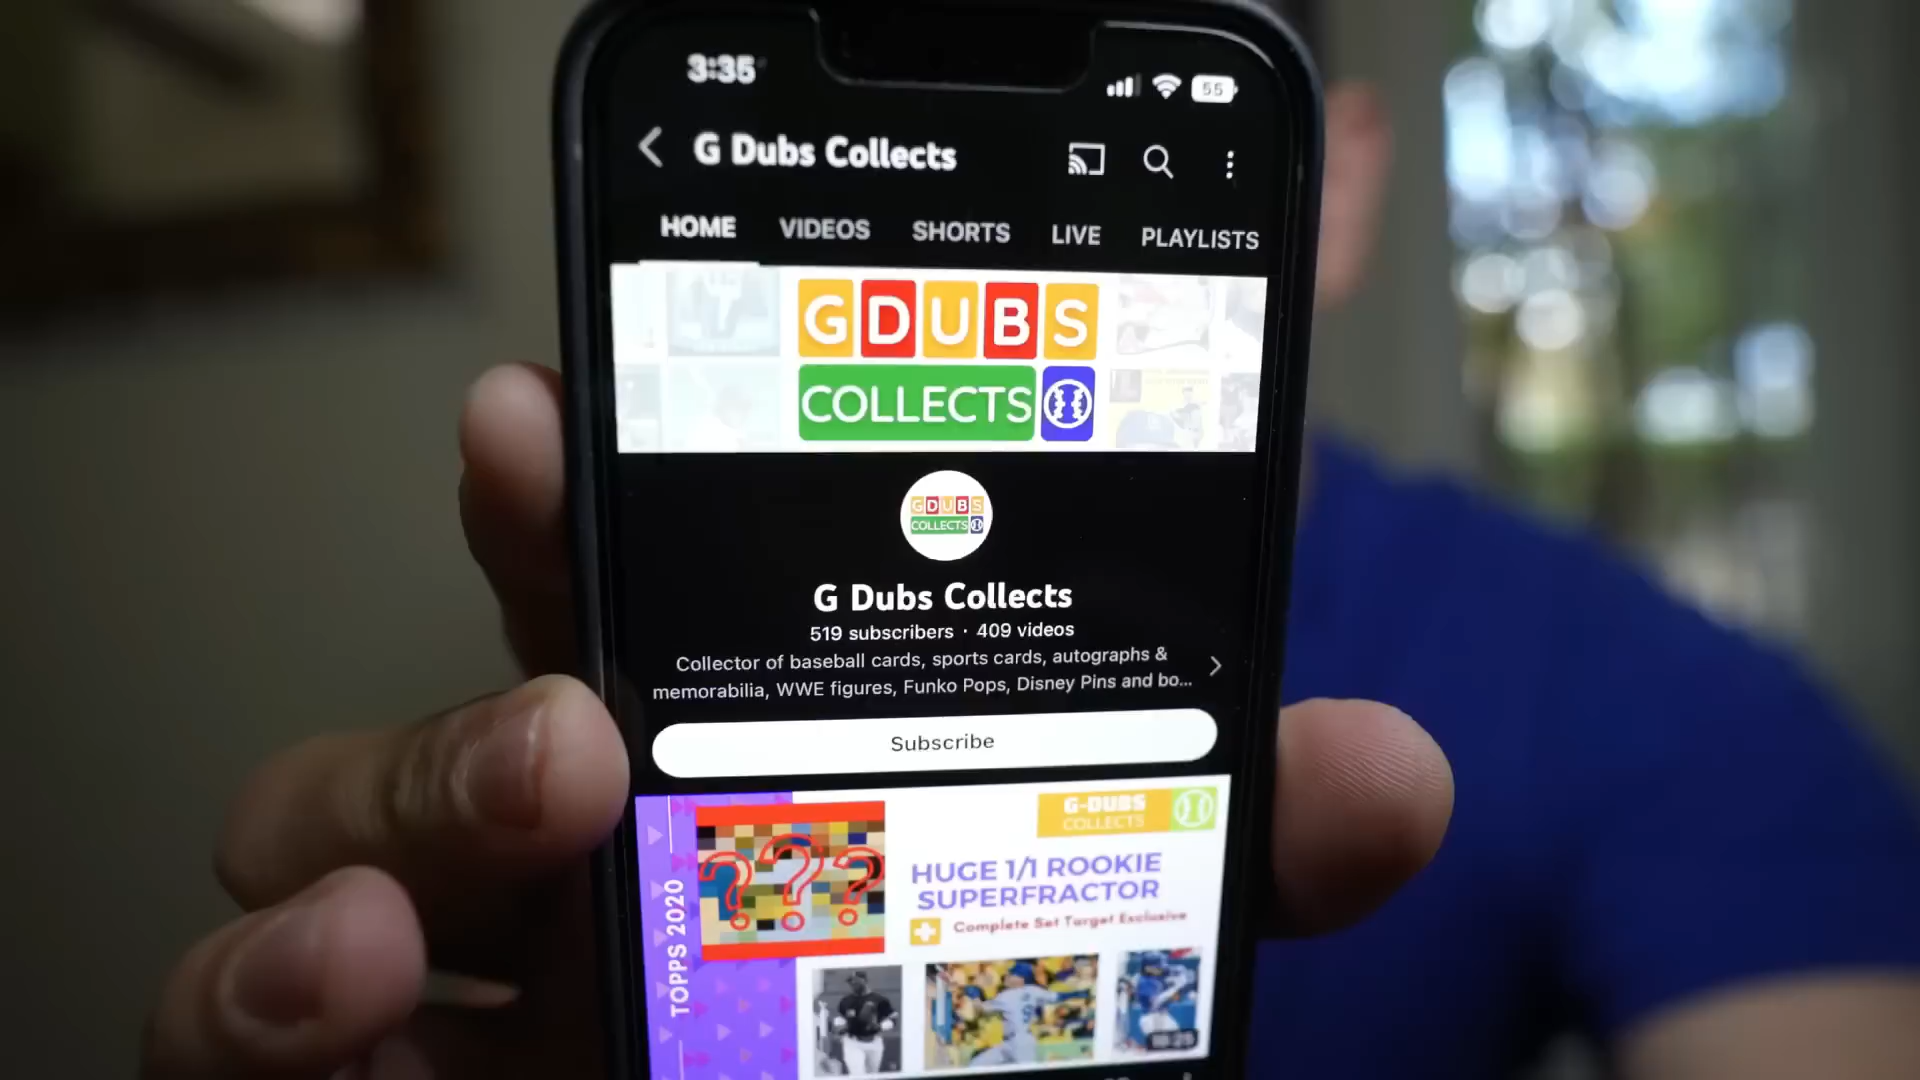 3:35
55
G Dubs Collects
HOME VIDEOS SHORTS LIVE PLAYLISTS
GDUBS
COLLECTS
GDUBS
COLLECTS
G Dubs Collects
519 subscribers · 409 videos
Collector of baseball cards, sports cards, autographs &
memorabilia, WWE figures, Funko Pops, Disney Pins and bo...
Subscribe
TOPPS 2020
???
G-DUBS
COLLECTS
HUGE 1/1 ROOKIE
SUPERFRACTOR
Complete Set Target Exclusive